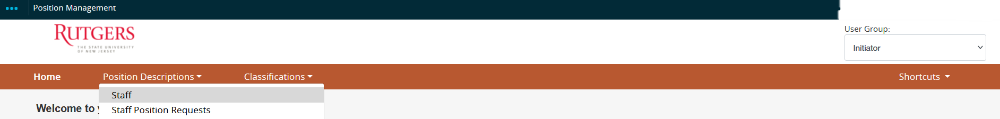 Position Management
RUTGERS
THE STATE UNIVERSITY
OF NEW JERSEY
User Group:
Initiator
Home Position Descriptions Classifications Shortcuts
Staff
Welcome to
Staff Position Requests